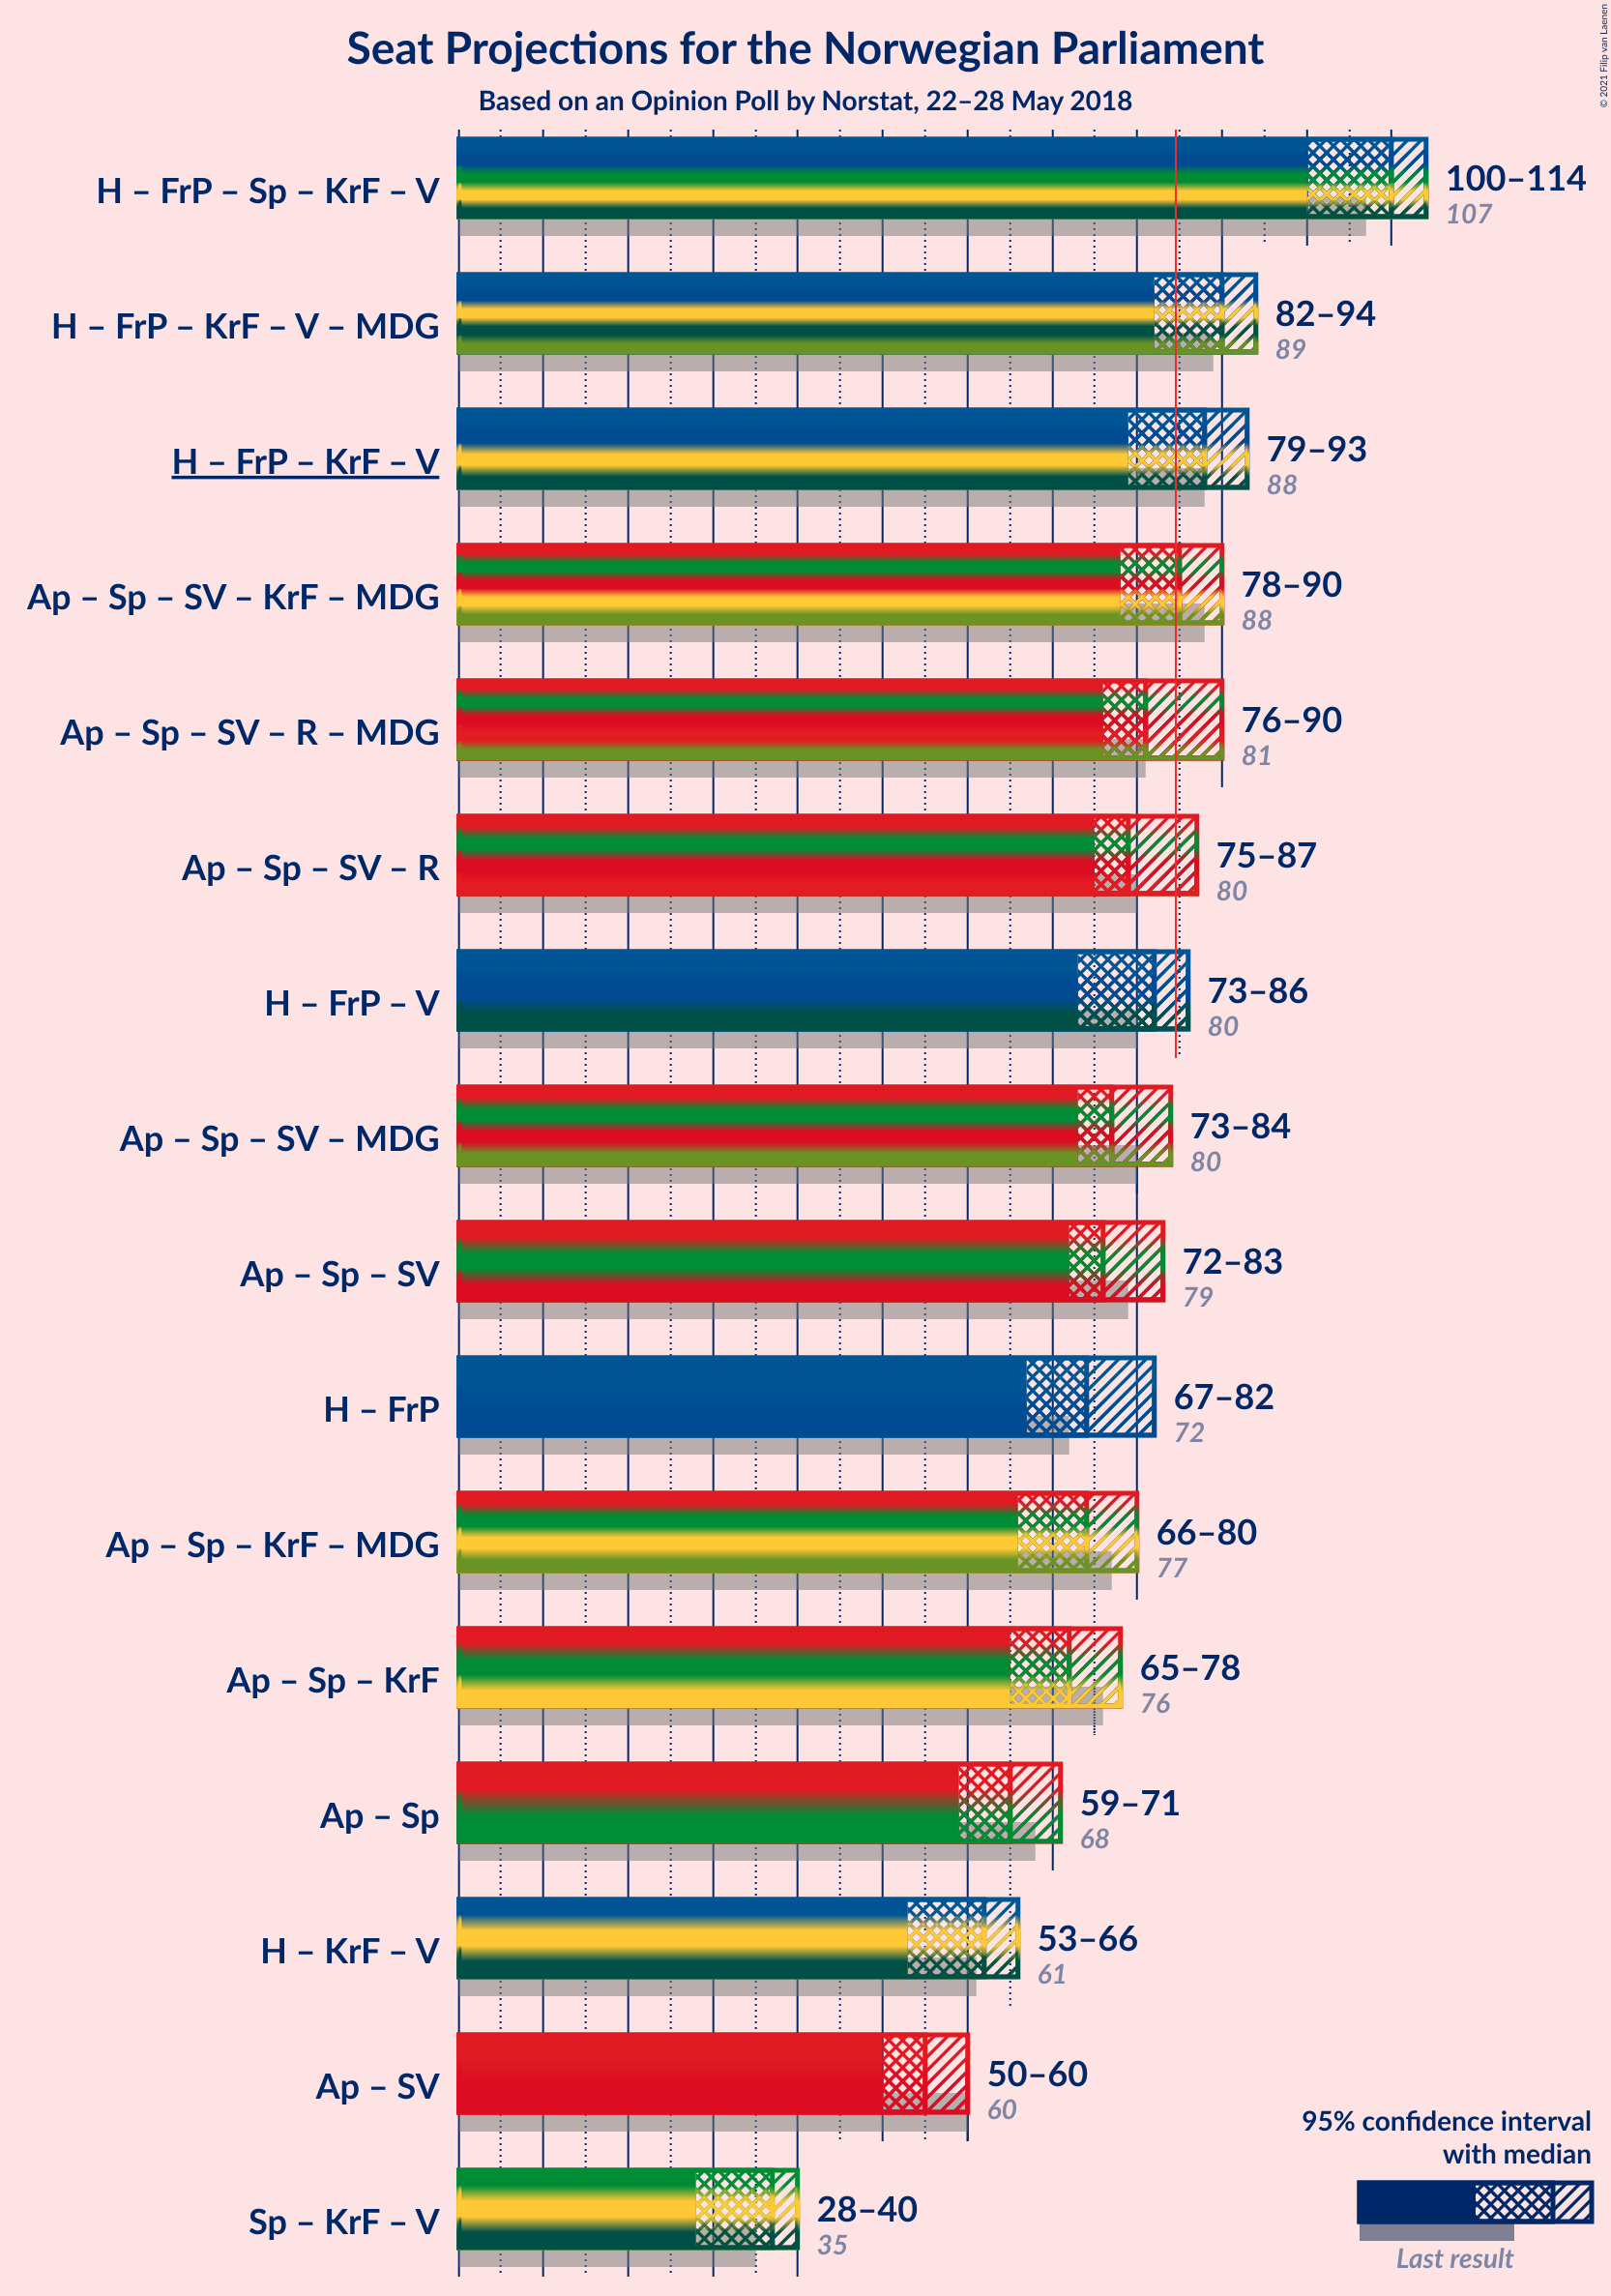 © 2021 Filip van Laenen
Seat Projections for the Norwegian Parliament
Based on an Opinion Poll by Norstat, 22–28 May 2018
H – FrP – Sp – KrF – V
100–114
107
H – FrP – KrF – V – MDG
82–94
89
H – FrP – KrF – V
79–93
88
Ap – Sp – SV – KrF – MDG
78–90
88
Ap – Sp – SV – R – MDG
76–90
81
Ap – Sp – SV – R
75–87
80
H – FrP – V
73–86
80
Ap – Sp – SV – MDG
73–84
80
Ap – Sp – SV
72–83
79
H – FrP
67–82
72
Ap – Sp – KrF – MDG
66–80
77
Ap – Sp – KrF
65–78
76
Ap – Sp
59–71
68
H – KrF – V
53–66
61
Ap – SV
50–60
60
Sp – KrF – V
28–40
35
95% confidence interval
with median
Last result